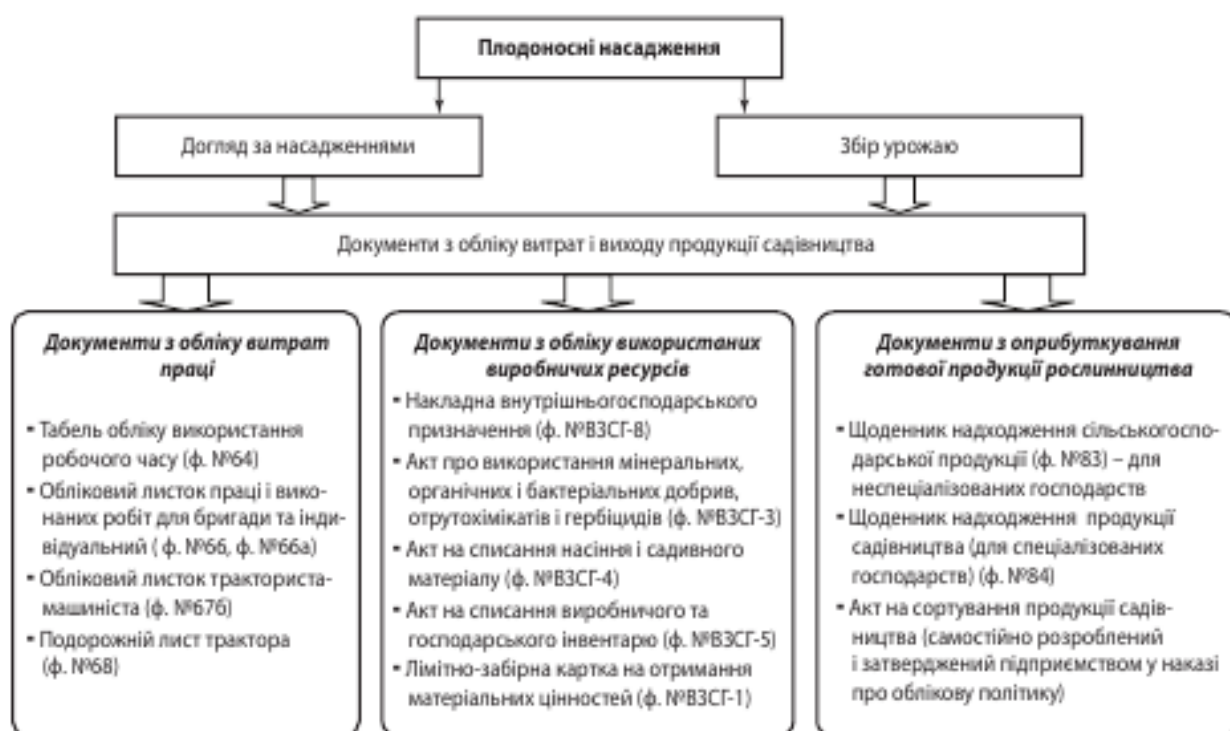 Плодоносні насадження
Догляд за насадженнями
Збір урожаю
Документи з обліку витрат і виходу продукції садівництва
Документи з обліку витрат
праці
- Табель обліку використання
робочого часу (ф. №64)
- Обліковий листок праці і вико-
наних робіт для бригади та інди-
відуальний ( ф. №66, ф. №66а)
- Обліковий листок тракториста-
машиніста (ф. №67б)
- Подорожній лист трактора
(ф. №68)
Документи з обліку використаних
виробничих ресурсів
- Накладна внутрішньогосподарського
призначення (ф. №ВЗСГ-8)
- Акт про використання мінеральних,
органічних і бактеріальних добрив,
отрутохімікатів і гербіцидів (ф. №ВЗСГ-3)
- Акт на списання насіння і садивного
матеріалу (ф. №ВЗСГ-4)
- Акт на списання виробничого та
господарського інвентарю (ф. №ВЗСГ-5)
- Лімітно-забірна картка на отримання
матеріальних цінностей (ф. №ВЗСГ-1)
Документи з оприбуткування
готової продукції рослинництва
- Щоденник надходження сільськогоспо-
дарської продукції (ф. №83) – для
неспеціалізованих господарств
- Щоденник надходження продукції
садівництва (для спеціалізованих
господарств) (ф. №84)
- Акт на сортування продукції садів-
ництва (самостійно розроблений
і затверджений підприємством у наказі
про облікову політику)